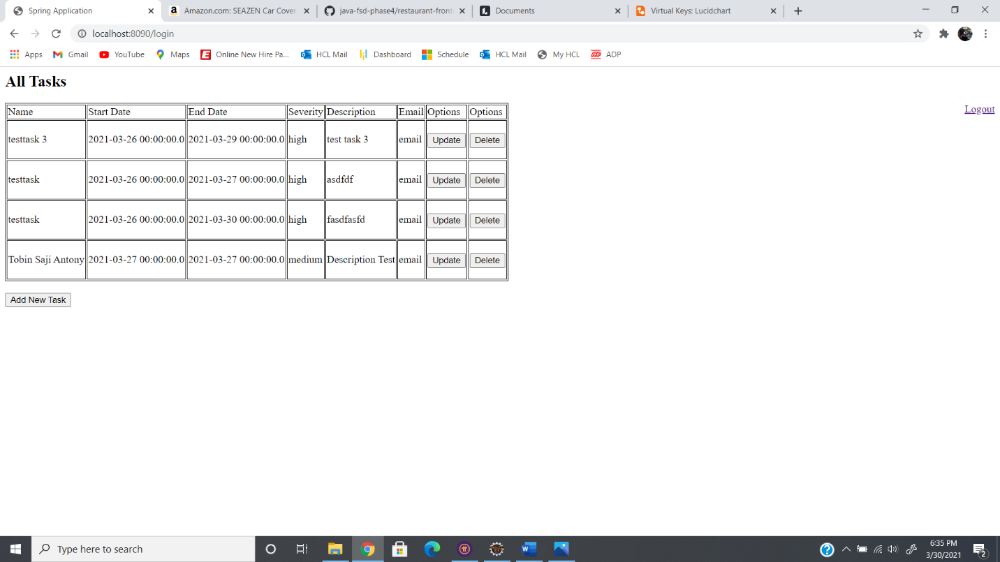 Spring Application
Amazon.com: SEAZEN Car Cover
java-fsd-phase4/restaurant-front
Documents
Virtual Keys: Lucidchart
localhost:8090/login
Apps Gmail YouTube Maps Online New Hire Pa... HCL Mail Dashboard Schedule HCL Mail My HCL ADP
All Tasks
Logout
Name Start Date End Date Severity Description Email Options Options
testtask 3 2021-03-26 00:00:00.0 2021-03-29 00:00:00.0 high test task 3 email Update Delete
testtask 2021-03-26 00:00:00.0 2021-03-27 00:00:00.0 high asdfdf email Update Delete
testtask 2021-03-26 00:00:00.0 2021-03-30 00:00:00.0 high fasdfasfd email Update Delete
Tobin Saji Antony 2021-03-27 00:00:00.0 2021-03-27 00:00:00.0 medium Description Test email Update Delete
Add New Task
Type here to search
6:35 PM
3/30/2021
2